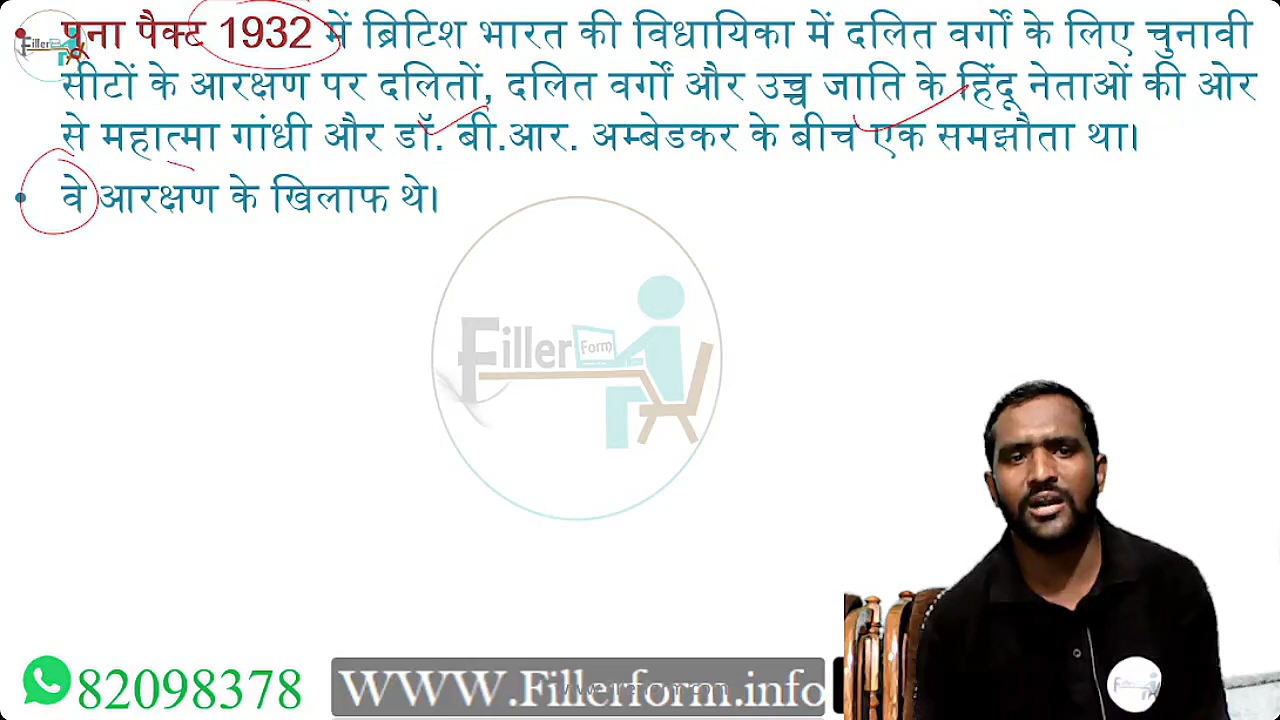 पूना पैक्ट 1932 में ब्रिटिश भारत की विधायिका में दलित वर्गों के लिए चुनावी
सीटों के आरक्षण पर दलितों, दलित वर्गों और उच्च जाति के हिंदू नेताओं की ओर
से महात्मा गांधी और डॉ. बी.आर. अम्बेडकर के बीच एक समझौता था।
वे आरक्षण के खिलाफ थे।
Filler Form
82098378
WWW.Fillerform.info